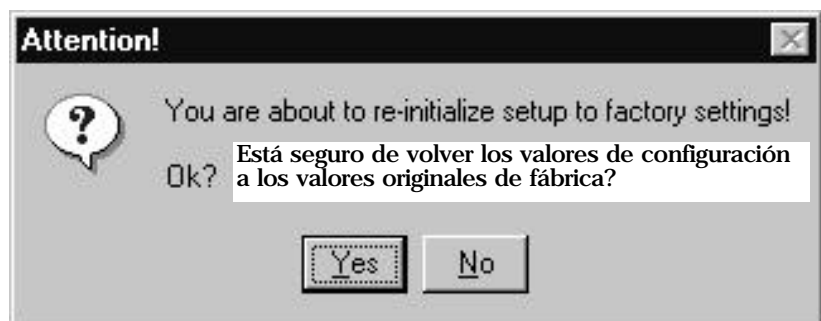 Attention!
You are about to re-initialize setup to factory settings!
Ok?
Está seguro de volver los valores de configuración
a los valores originales de fábrica?
Yes
No